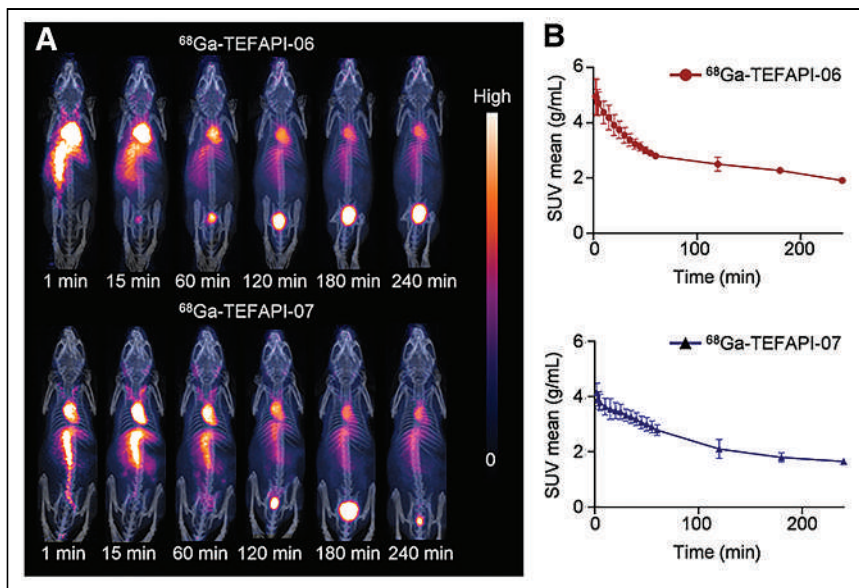 A
⁶⁸Ga-TEFAPI-06
1 min 15 min 60 min 120 min 180 min 240 min
⁶⁸Ga-TEFAPI-07
1 min 15 min 60 min 120 min 180 min 240 min
High
0
B
⁶⁸Ga-TEFAPI-06
SUV mean (g/mL)
6
4
2
0
0 100 200
Time (min)
⁶⁸Ga-TEFAPI-07
SUV mean (g/mL)
6
4
2
0
0 100 200
Time (min)